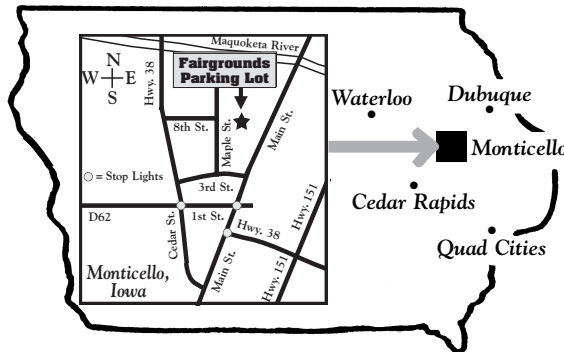 Maquoketa River
N
W E
S
Hwy. 38
Fairgrounds
Parking Lot
8th St.
Maple St.
Main St.
= Stop Lights
3rd St.
Hwy. 151
D62
1st St.
Cedar St.
Hwy. 38
Main St.
Hwy. 151
Monticello,
Iowa
Waterloo
Dubuque
Monticello
Cedar Rapids
Quad Cities